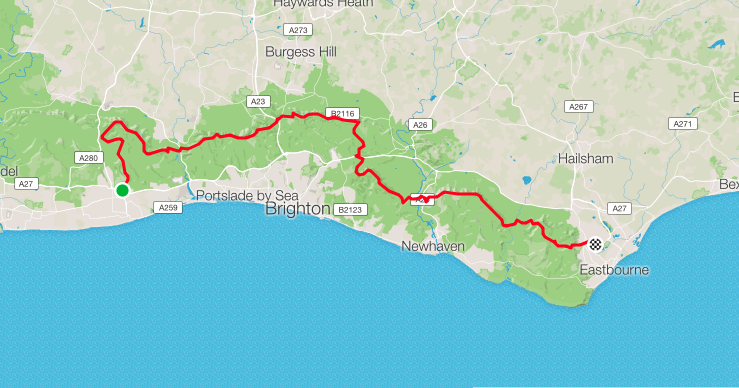 Haywards Heath
A273
Burgess Hill
A23
B2116
A26
A267
A271
A280
Hailsham
del
A27
Bex
Portslade by Sea
A259
Brighton
B2123
A27
Newhaven
Eastbourne